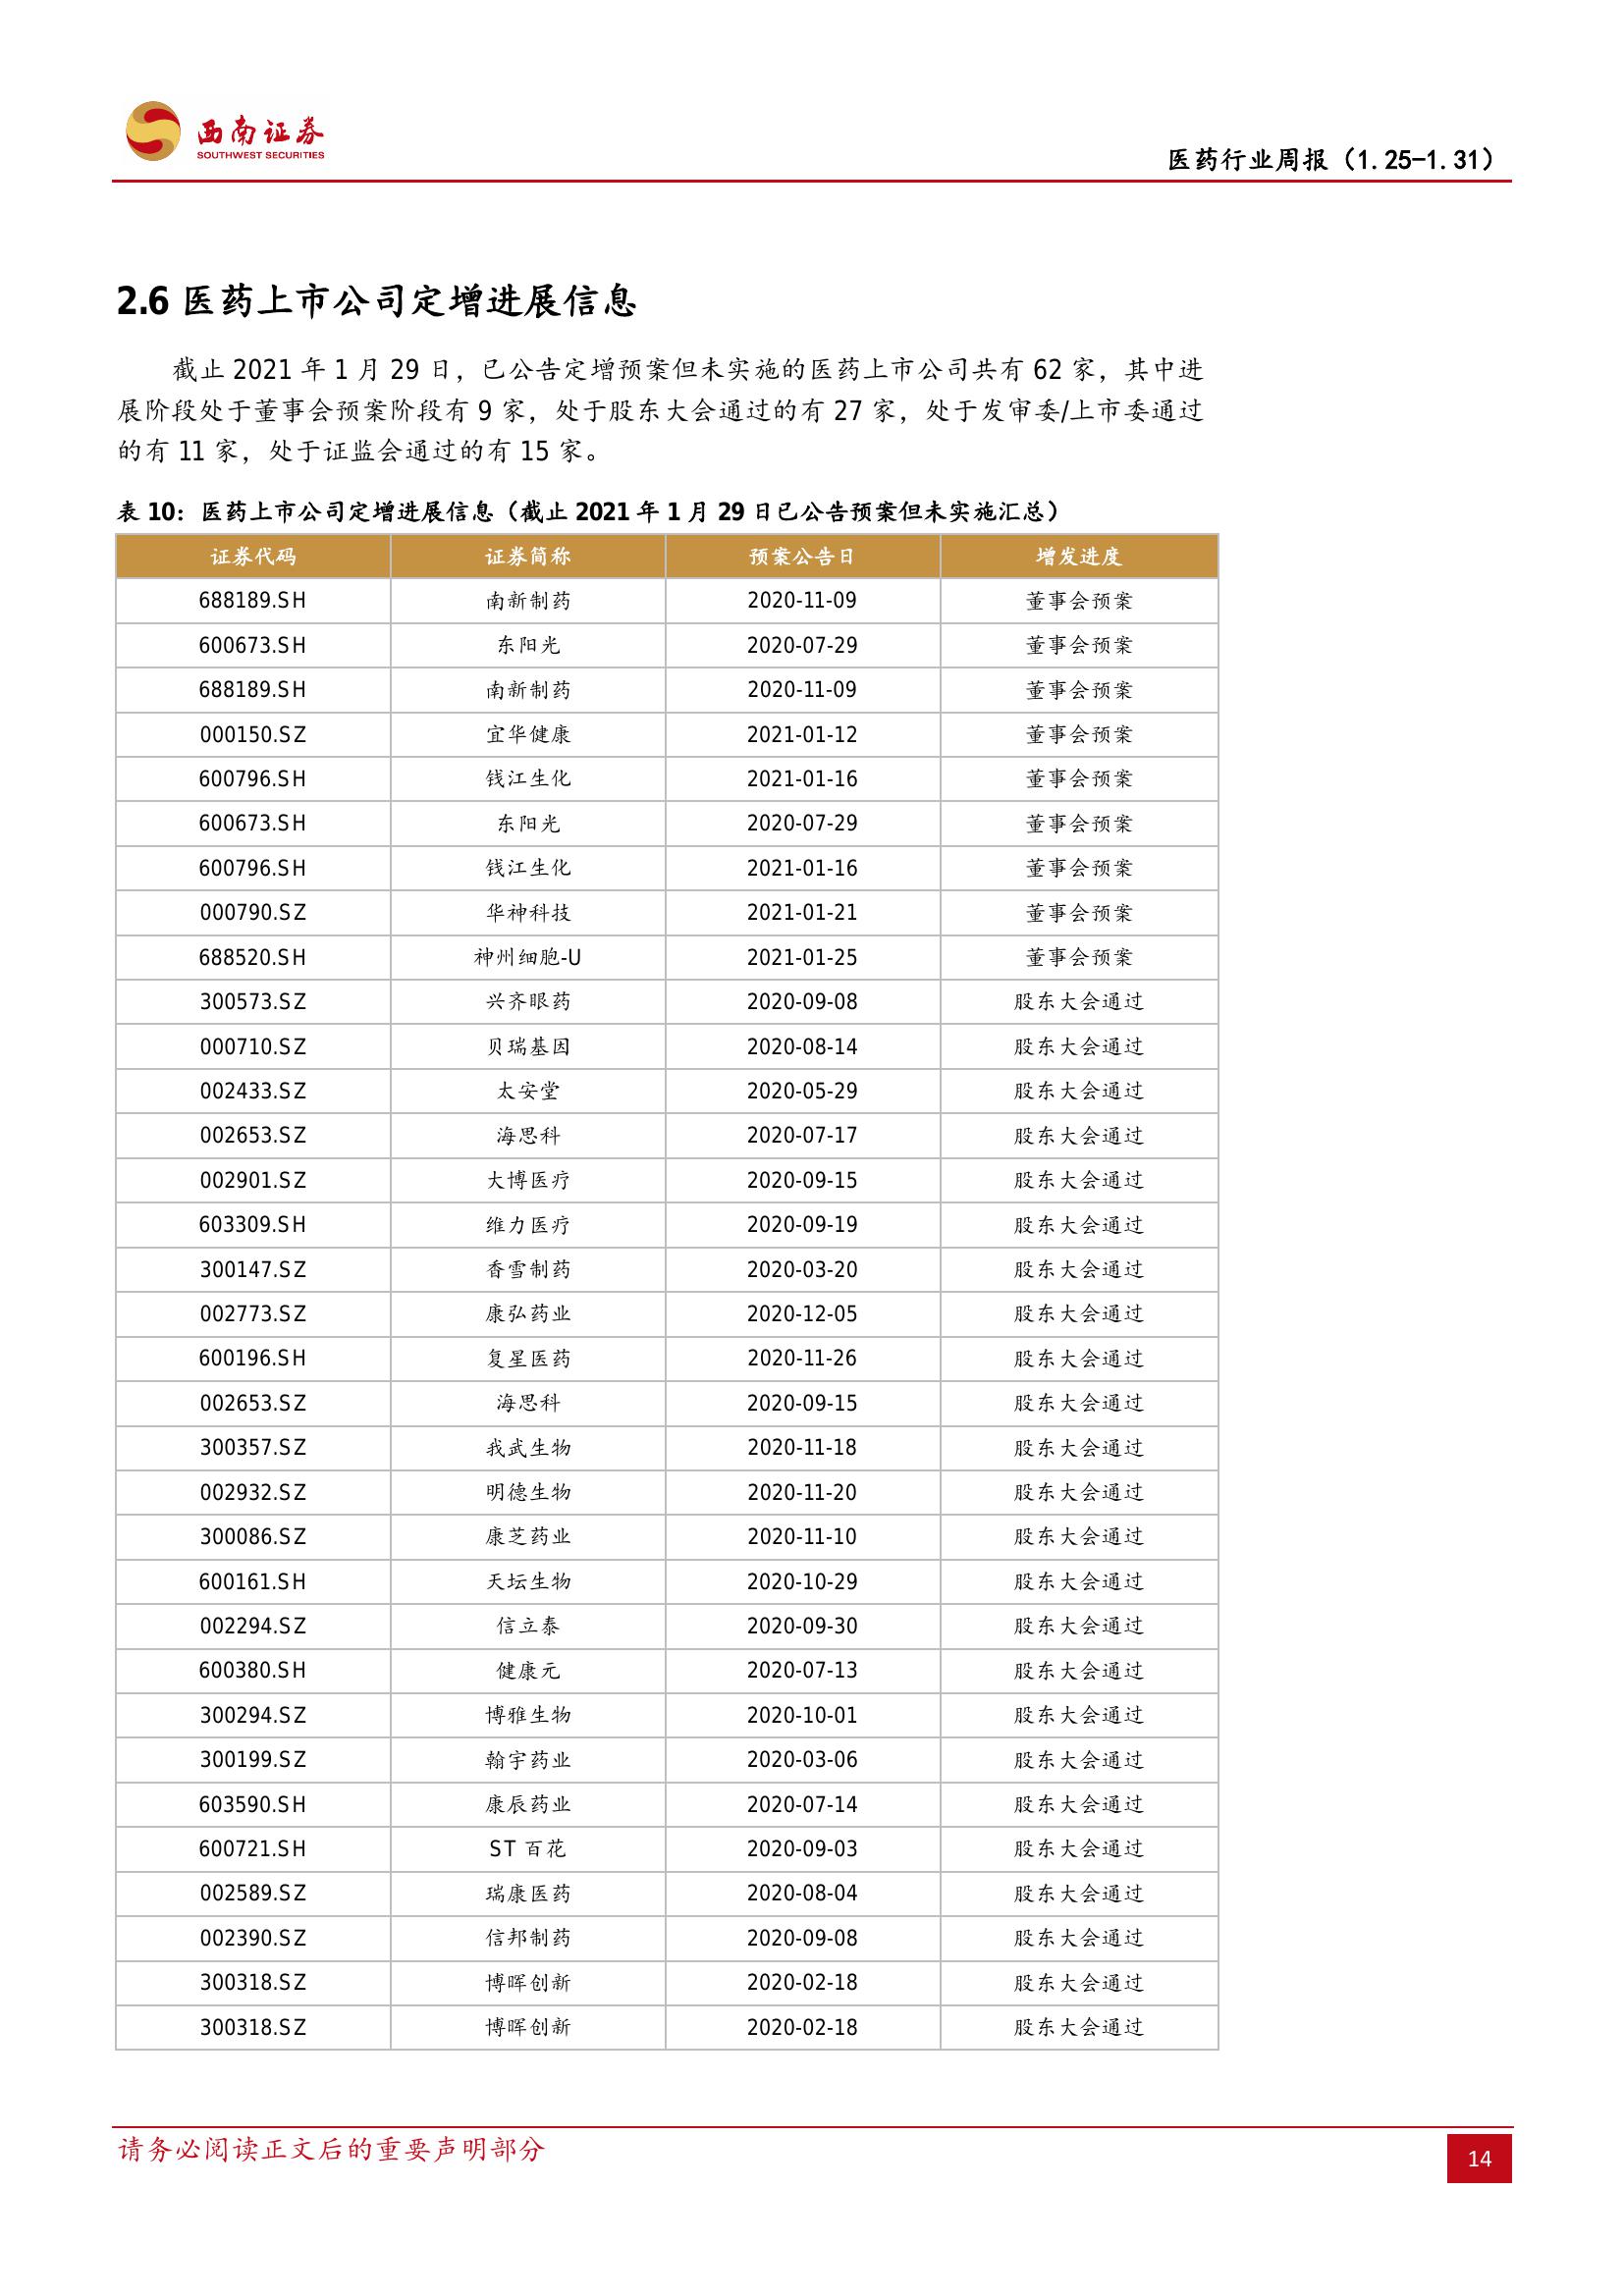 西南证券
SOUTHWEST SECURITIES
医药行业周报（1.25-1.31）
2.6 医药上市公司定增进展信息
截止 2021 年 1 月 29 日，已公告定增预案但未实施的医药上市公司共有 62 家，其中进
展阶段处于董事会预案阶段有 9 家，处于股东大会通过的有 27 家，处于发审委/上市委通过
的有 11 家，处于证监会通过的有 15 家。
表 10：医药上市公司定增进展信息（截止 2021 年 1 月 29 日已公告预案但未实施汇总）
证券代码 证券简称 预案公告日 增发进度
688189.SH 南新制药 2020-11-09 董事会预案
600673.SH 东阳光 2020-07-29 董事会预案
688189.SH 南新制药 2020-11-09 董事会预案
000150.SZ 宜华健康 2021-01-12 董事会预案
600796.SH 钱江生化 2021-01-16 董事会预案
600673.SH 东阳光 2020-07-29 董事会预案
600796.SH 钱江生化 2021-01-16 董事会预案
000790.SZ 华神科技 2021-01-21 董事会预案
688520.SH 神州细胞-U 2021-01-25 董事会预案
300573.SZ 兴齐眼药 2020-09-08 股东大会通过
000710.SZ 贝瑞基因 2020-08-14 股东大会通过
002433.SZ 太安堂 2020-05-29 股东大会通过
002653.SZ 海思科 2020-07-17 股东大会通过
002901.SZ 大博医疗 2020-09-15 股东大会通过
603309.SH 维力医疗 2020-09-19 股东大会通过
300147.SZ 香雪制药 2020-03-20 股东大会通过
002773.SZ 康弘药业 2020-12-05 股东大会通过
600196.SH 复星医药 2020-11-26 股东大会通过
002653.SZ 海思科 2020-09-15 股东大会通过
300357.SZ 我武生物 2020-11-18 股东大会通过
002932.SZ 明德生物 2020-11-20 股东大会通过
300086.SZ 康芝药业 2020-11-10 股东大会通过
600161.SH 天坛生物 2020-10-29 股东大会通过
002294.SZ 信立泰 2020-09-30 股东大会通过
600380.SH 健康元 2020-07-13 股东大会通过
300294.SZ 博雅生物 2020-10-01 股东大会通过
300199.SZ 翰宇药业 2020-03-06 股东大会通过
603590.SH 康辰药业 2020-07-14 股东大会通过
600721.SH ST 百花 2020-09-03 股东大会通过
002589.SZ 瑞康医药 2020-08-04 股东大会通过
002390.SZ 信邦制药 2020-09-08 股东大会通过
300318.SZ 博晖创新 2020-02-18 股东大会通过
300318.SZ 博晖创新 2020-02-18 股东大会通过
请务必阅读正文后的重要声明部分
14